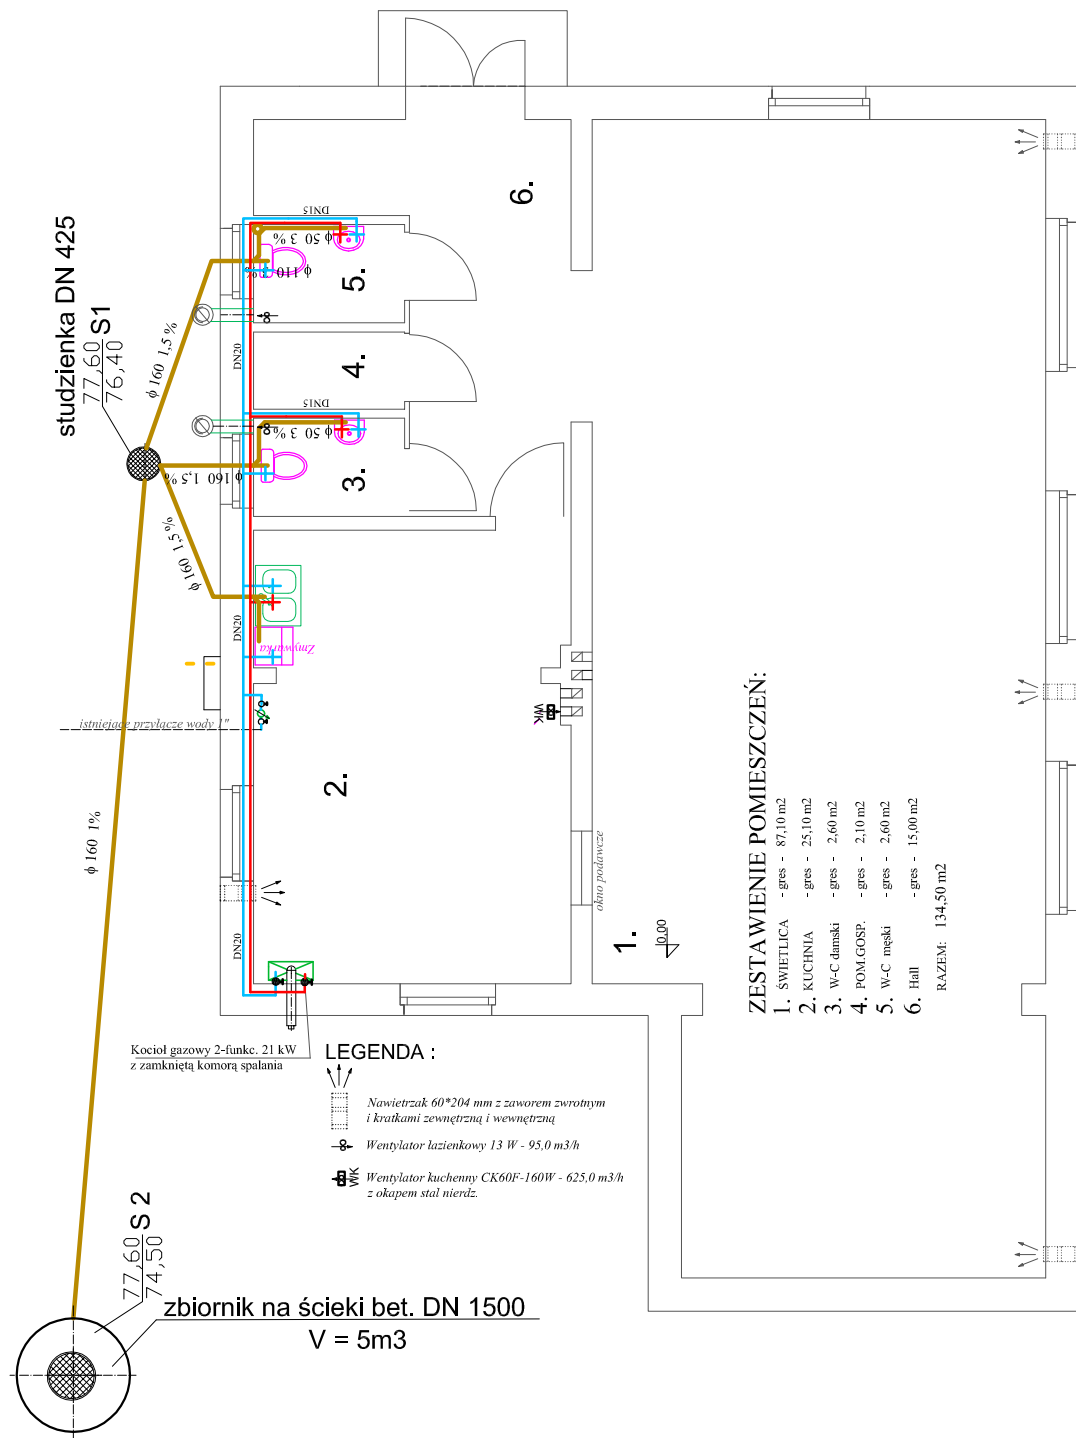 studzienka DN 425
77,60 S1
76,40
ϕ 160 1,5 %
DN15
ϕ 50 3 %
ϕ 110
5.
6.
DN20
4.
DN15
ϕ 50 3 %
3.
ϕ 160 1,5 %
ϕ 160 1,5 %
DN20
Zmywarka
istniejące przyłacze wody 1"
WK
2.
ϕ 160 1%
okno podawcze
DN20
1.
0.00
ZESTAWIENIE POMIESZCZEŃ:
1. ŚWIETLICA - gres - 87,10 m2
2. KUCHNIA - gres - 25,10 m2
3. W-C damski - gres - 2,60 m2
4. POM.GOSP. - gres - 2,10 m2
5. W-C męski - gres - 2,60 m2
6. Hall - gres - 15,00 m2
RAZEM: 134,50 m2
Kocioł gazowy 2-funkc. 21 kW
z zamkniętą komorą spalania
LEGENDA :
Nawietrzak 60*204 mm z zaworem zwrotnym
i kratkami zewnętrzną i wewnętrzną
Wentylator łazienkowy 13 W - 95,0 m3/h
WK
Wentylator kuchenny CK60F-160W - 625,0 m3/h
z okapem stal nierdz.
77,60 S 2
74,50
zbiornik na ścieki bet. DN 1500
V = 5m3